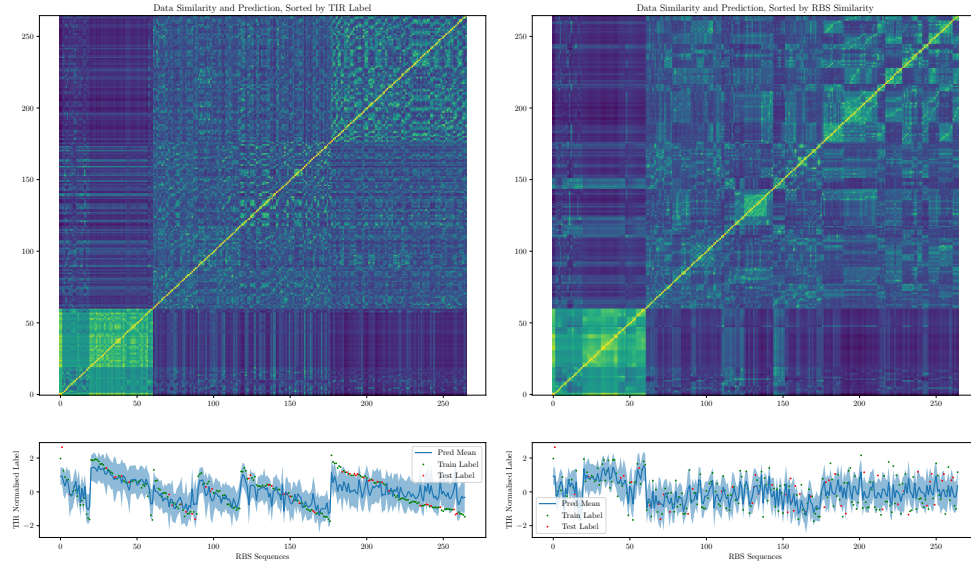 Data Similarity and Prediction, Sorted by TIR Label
250
200
150
100
50
0
0 50 100 150 200 250
2
0
−2
TIR Normalised Label
Pred Mean
Train Label
Test Label
0 50 100 150 200 250
RBS Sequences
Data Similarity and Prediction, Sorted by RBS Similarity
250
200
150
100
50
0
0 50 100 150 200 250
2
0
−2
TIR Normalised Label
Pred Mean
Train Label
Test Label
0 50 100 150 200 250
RBS Sequences